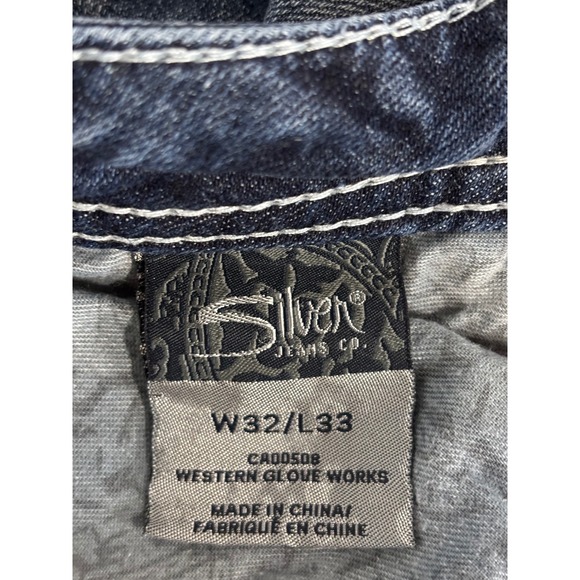 Silver®
JEANS CO.
W32/L33
CA00508
WESTERN GLOVE WORKS
MADE IN CHINA/
FABRIQUÉ EN CHINE